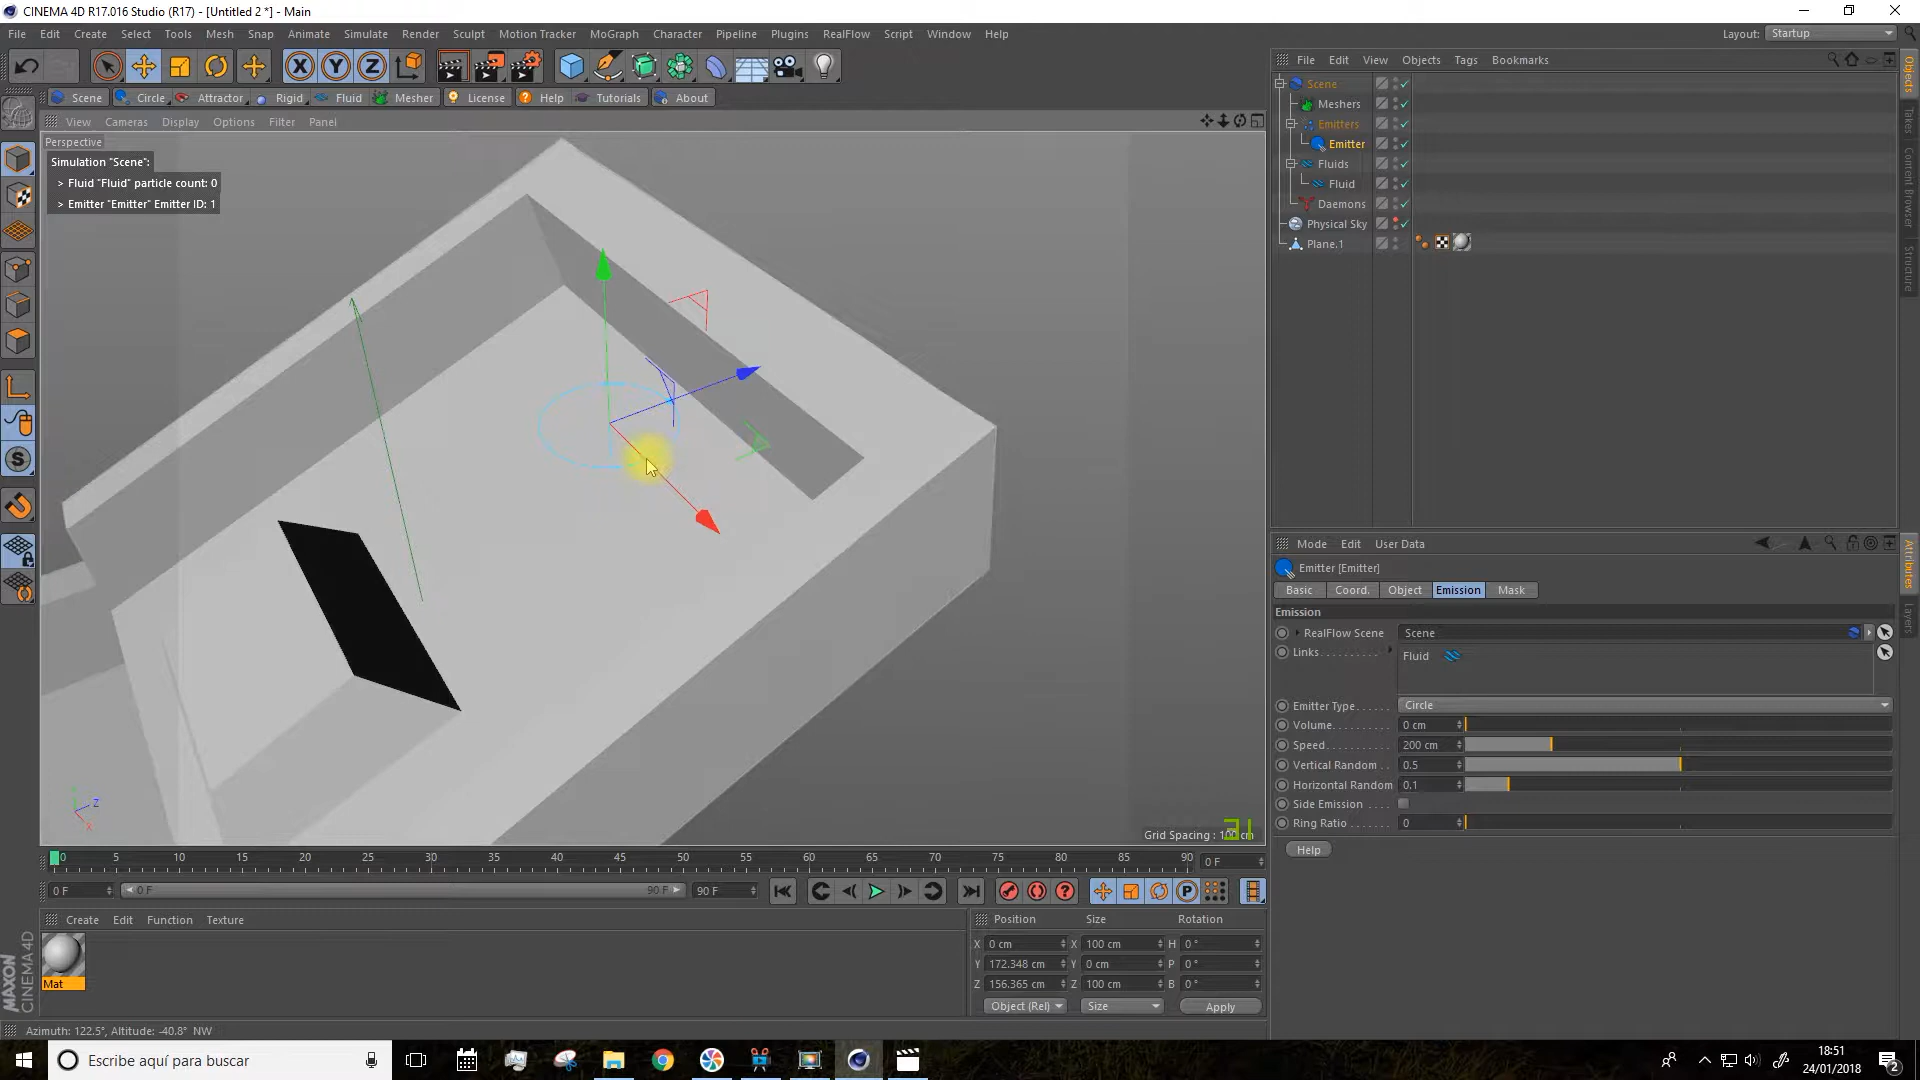 CINEMA 4D R17.016 Studio (R17) - [Untitled 2 *] - Main
File Edit Create Select Tools Mesh Snap Animate Simulate Render Sculpt Motion Tracker MoGraph Character Pipeline Plugins RealFlow Script Window Help Layout: Startup
Scene Circle Attractor Rigid Fluid Mesher License Help Tutorials About
View Cameras Display Options Filter Panel
Perspective
Simulation "Scene":
> Fluid "Fluid" particle count: 0
> Emitter "Emitter" Emitter ID: 1
Grid Spacing : 100 cm
31
File Edit View Objects Tags Bookmarks
Scene
Meshers
Emitters
Emitter
Fluids
Fluid
Daemons
Physical Sky
Plane.1
Objects
Takes
Content Browser
Structure
Mode Edit User Data
Emitter [Emitter]
Basic Coord. Object Emission Mask
Emission
RealFlow Scene Scene
Links Fluid
Emitter Type Circle
Volume 0 cm
Speed 200 cm
Vertical Random 0.5
Horizontal Random 0.1
Side Emission
Ring Ratio 0
Help
Attributes
Layers
0 5 10 15 20 25 30 35 40 45 50 55 60 65 70 75 80 85 90 0 F
0 F 0 F 90 F 90 F
Create Edit Function Texture
Mat
MAXON
CINEMA 4D
Position Size Rotation
X 0 cm X 100 cm H 0 °
Y 172.348 cm Y 0 cm P 0 °
Z 156.365 cm Z 100 cm B 0 °
Object (Rel) Size Apply
Azimuth: 122.5°, Altitude: -40.8° NW
Escribe aquí para buscar
18:51
24/01/2018
2